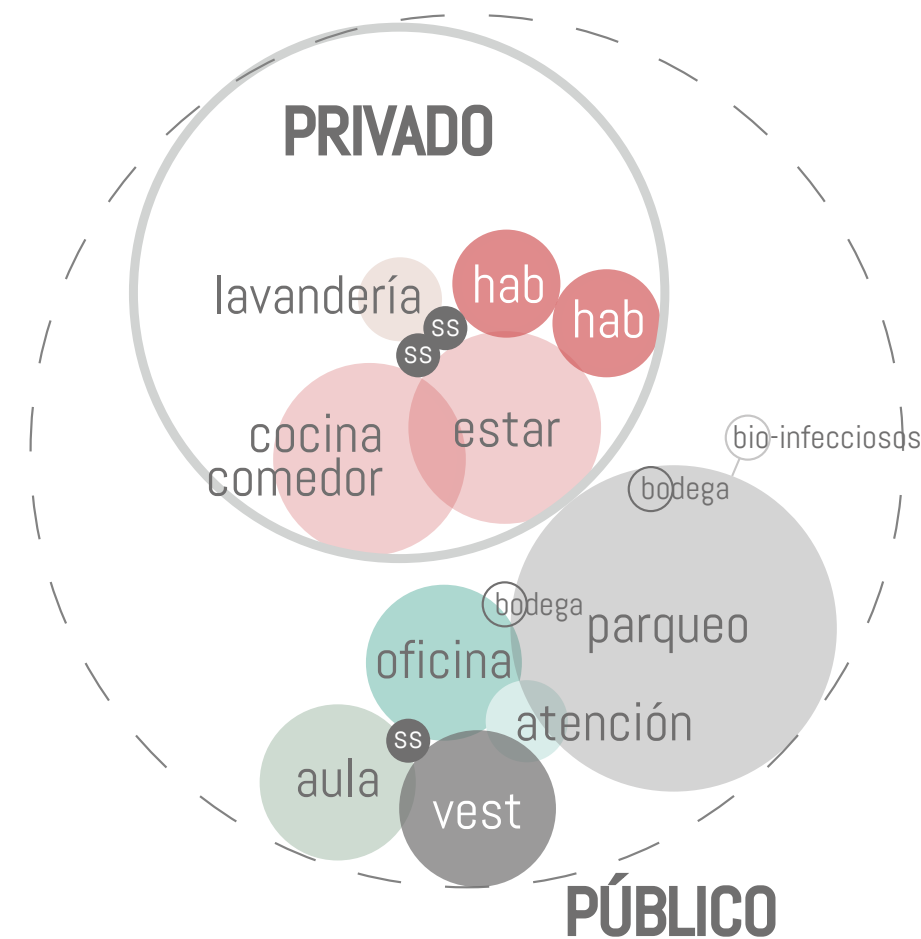 PRIVADO
lavandería
hab
hab
ss
ss
cocina
comedor
estar
bio-infecciosos
bodega
bodega
parqueo
oficina
atención
ss
aula
vest
PÚBLICO